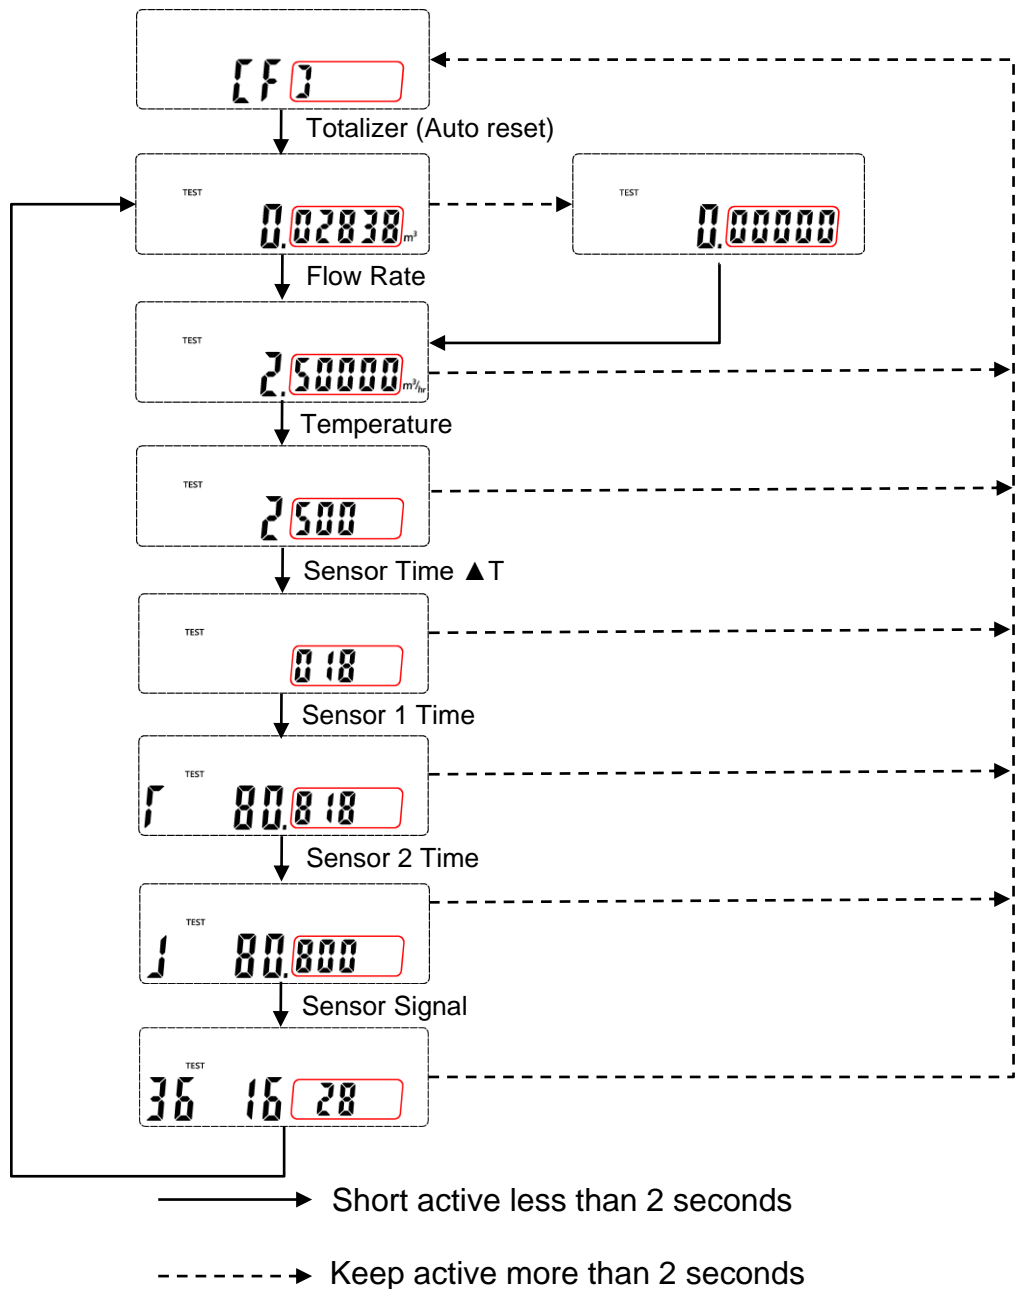 CF
Totalizer (Auto reset)
TEST
0.02838 m³
TEST
0.00000
Flow Rate
TEST
2.50000 m³/hr
Temperature
TEST
2500
Sensor Time ▲T
TEST
018
Sensor 1 Time
TEST
80.818
Sensor 2 Time
TEST
80.800
Sensor Signal
TEST
36 16 28
Short active less than 2 seconds
Keep active more than 2 seconds